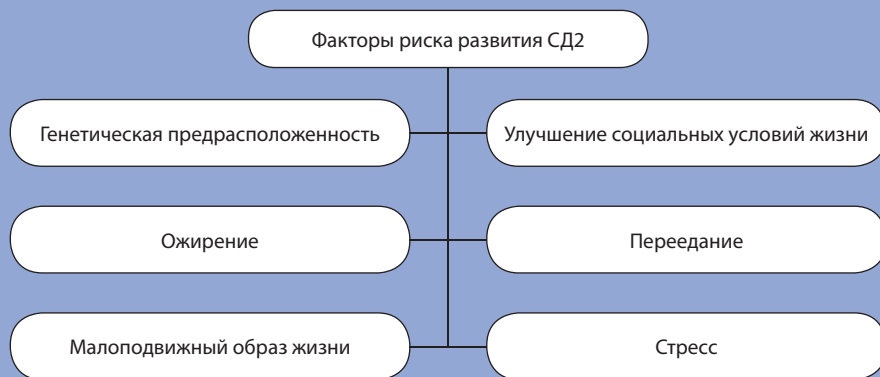 Факторы риска развития СД2
Генетическая предрасположенность
Улучшение социальных условий жизни
Ожирение
Переедание
Малоподвижный образ жизни
Стресс